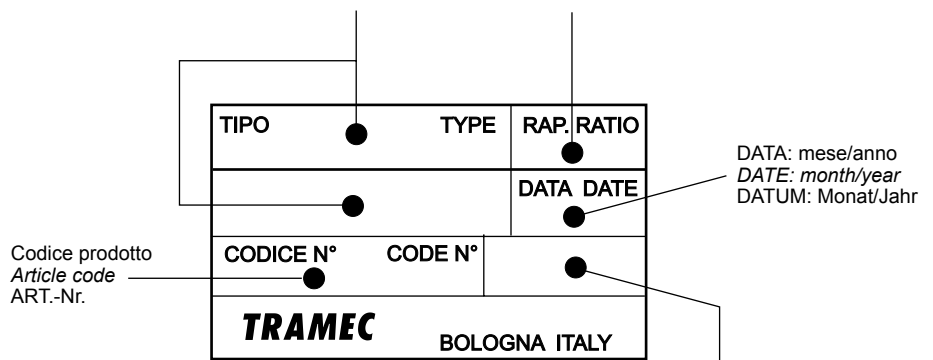 TIPO TYPE RAP. RATIO
DATA DATE
DATA: mese/anno
DATE: month/year
DATUM: Monat/Jahr
Codice prodotto
Article code
ART.-Nr.
CODICE N° CODE N°
TRAMEC BOLOGNA ITALY